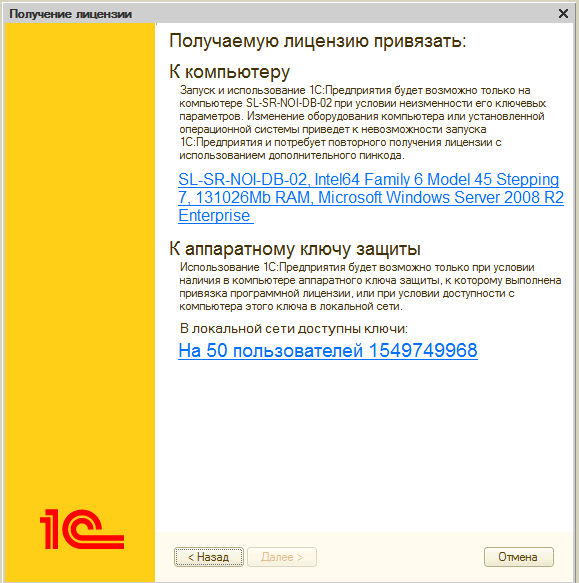 Получение лицензии
Получаемую лицензию привязать:
К компьютеру
Запуск и использование 1С:Предприятия будет возможно только на
компьютере SL-SR-NOI-DB-02 при условии неизменности его ключевых
параметров. Изменение оборудования компьютера или установленной
операционной системы приведет к невозможности запуска
1С:Предприятия и потребует повторного получения лицензии с
использованием дополнительного пинкода.
SL-SR-NOI-DB-02, Intel64 Family 6 Model 45 Stepping
7, 131026Mb RAM, Microsoft Windows Server 2008 R2
Enterprise
К аппаратному ключу защиты
Использование 1С:Предприятия будет возможно только при условии
наличия в компьютере аппаратного ключа защиты, к которому выполнена
привязка программной лицензии, или при условии доступности с
компьютера этого ключа в локальной сети.
В локальной сети доступны ключи:
На 50 пользователей 1549749968
1С
< Назад
Далее >
Отмена